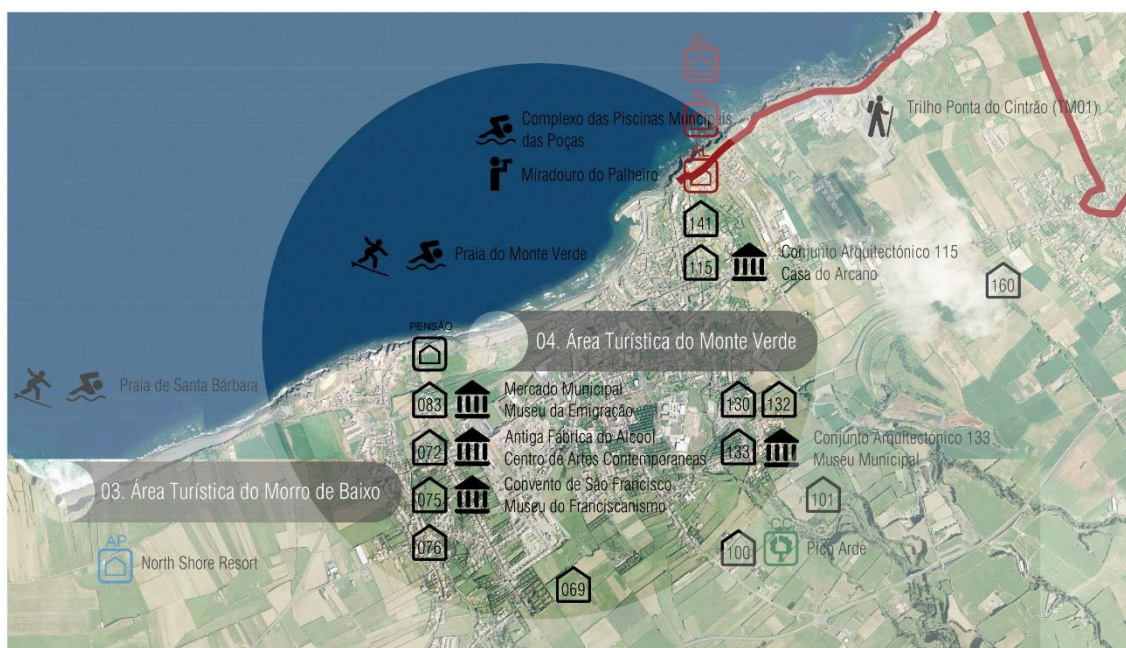 Complexo das Piscinas Muncipais
das Poças
Trilho Ponta do Cintrão (TM01)
Miradouro do Palheiro
AL
141
Praia do Monte Verde
115
Conjunto Arquitectónico 115
Casa do Arcano
160
PENSÃO
04. Área Turística do Monte Verde
Praia de Santa Bárbara
083
Mercado Municipal
Museu da Emigração
130
132
072
Antiga Fábrica do Álcool
Centro de Artes Contemporaneas
133
Conjunto Arquitectónico 133
Museu Municipal
03. Área Turística do Morro de Baixo
075
Convento de São Francisco
Museu do Franciscanismo
101
AP
North Shore Resort
076
100
CC
Pico Arde
069